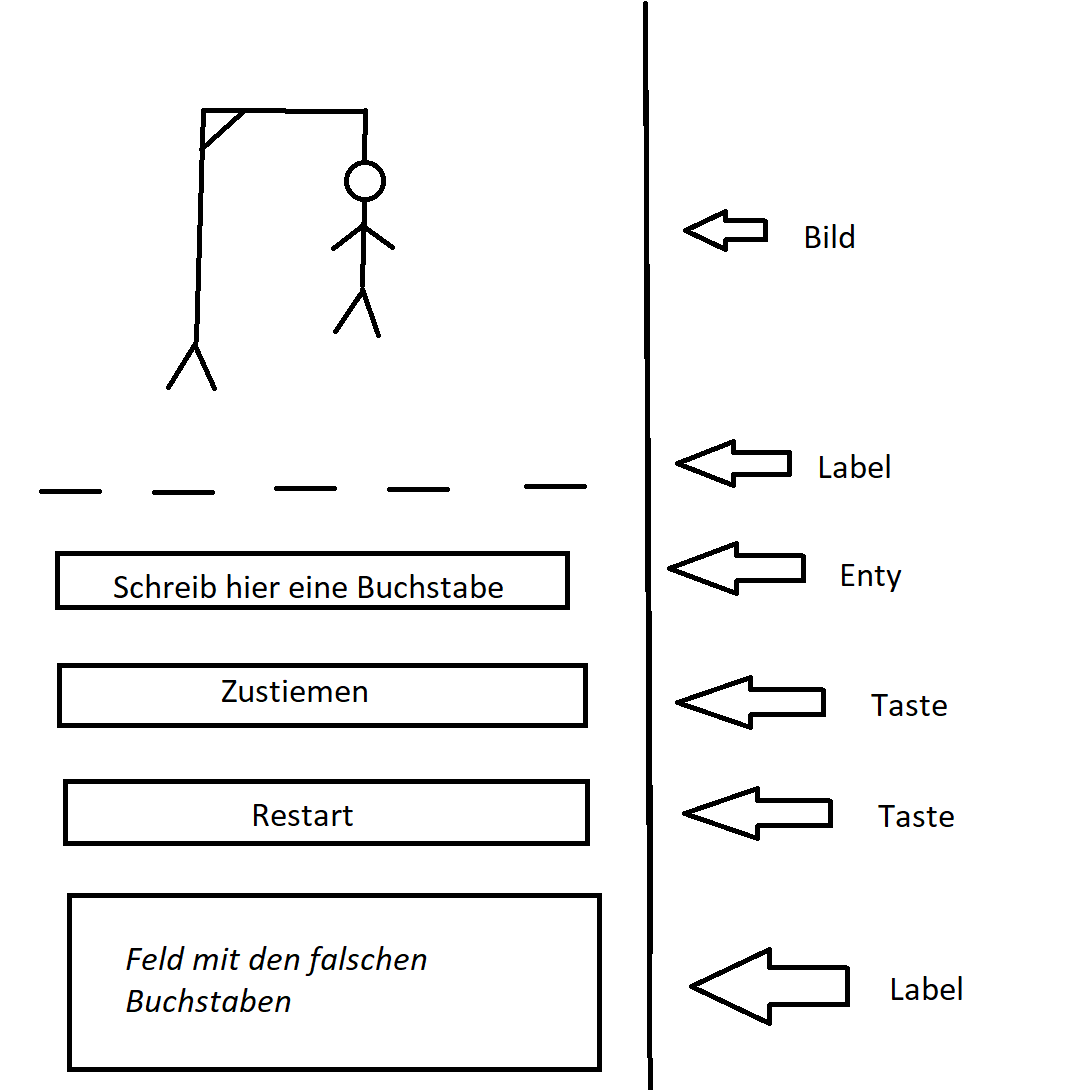 Bild
Label
Schreib hier eine Buchstabe
Enty
Zustiemen
Taste
Restart
Taste
Feld mit den falschen
Buchstaben
Label